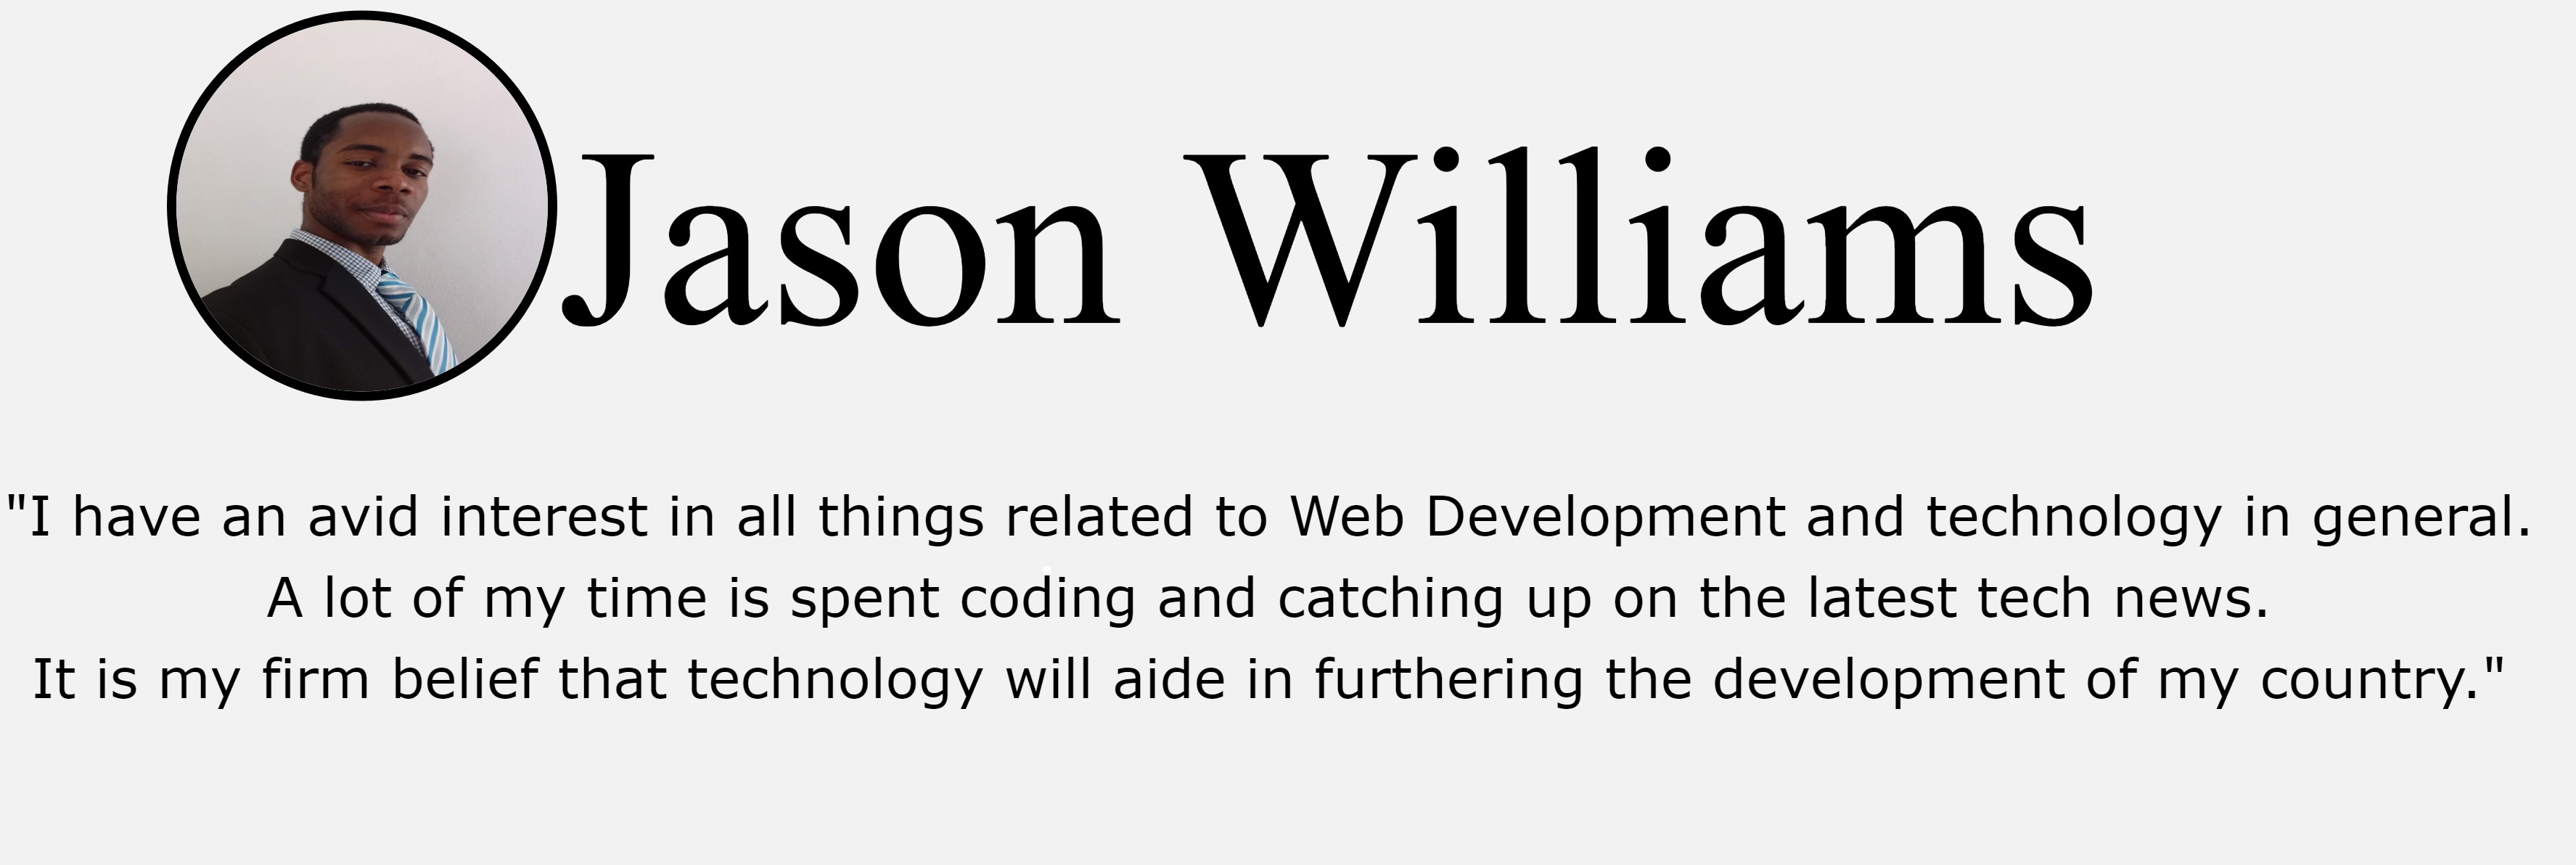 Jason Williams
"I have an avid interest in all things related to Web Development and technology in general.
A lot of my time is spent coding and catching up on the latest tech news.
It is my firm belief that technology will aide in furthering the development of my country."